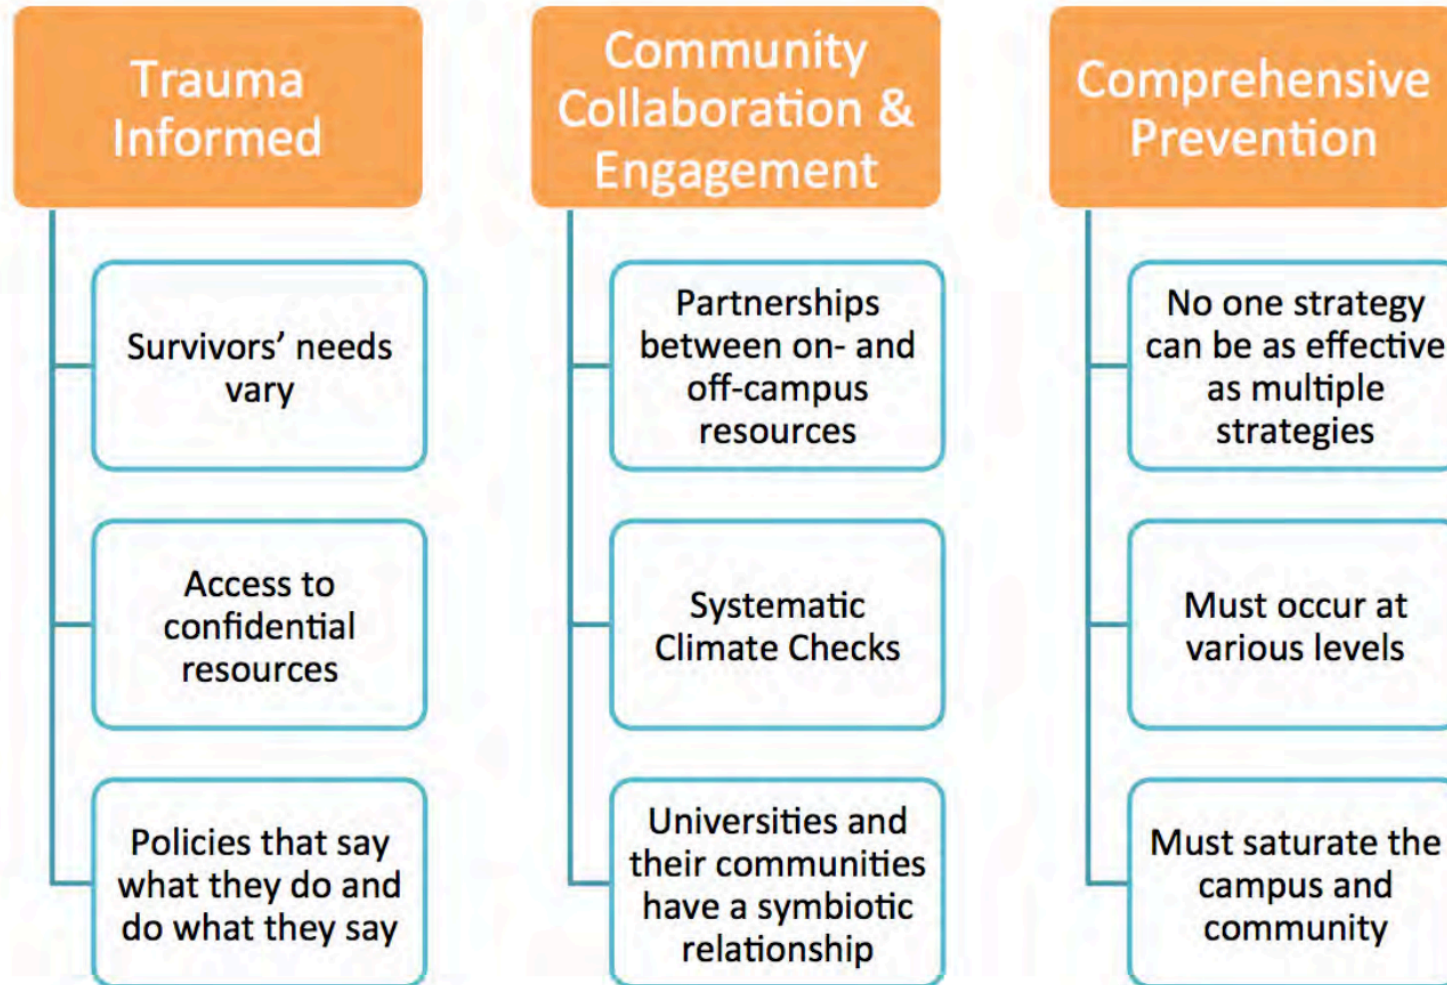 Trauma
Informed
Survivors’ needs
vary
Access to
confidential
resources
Policies that say
what they do and
do what they say
Community
Collaboration &
Engagement
Partnerships
between on- and
off-campus
resources
Systematic
Climate Checks
Universities and
their communities
have a symbiotic
relationship
Comprehensive
Prevention
No one strategy
can be as effective
as multiple
strategies
Must occur at
various levels
Must saturate the
campus and
community